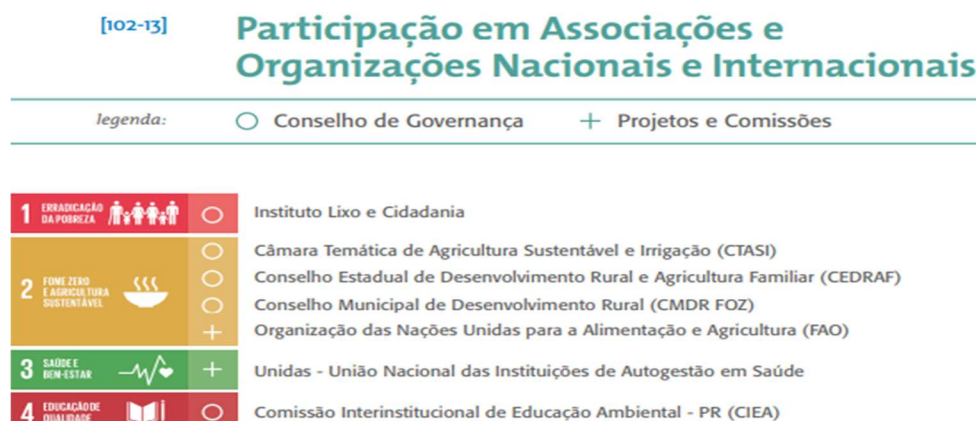 [102-13]
Participação em Associações e
Organizações Nacionais e Internacionais
legenda: Conselho de Governança + Projetos e Comissões
1 ERRADICAÇÃO
DA POBREZA
Instituto Lixo e Cidadania
2 FOME ZERO
E AGRICULTURA
SUSTENTÁVEL
Câmara Temática de Agricultura Sustentável e Irrigação (CTASI)
Conselho Estadual de Desenvolvimento Rural e Agricultura Familiar (CEDRAF)
Conselho Municipal de Desenvolvimento Rural (CMDR FOZ)
+ Organização das Nações Unidas para a Alimentação e Agricultura (FAO)
3 SAÚDE E
BEM-ESTAR
+ Unidas - União Nacional das Instituições de Autogestão em Saúde
4 EDUCAÇÃO DE
QUALIDADE
Comissão Interinstitucional de Educação Ambiental - PR (CIEA)